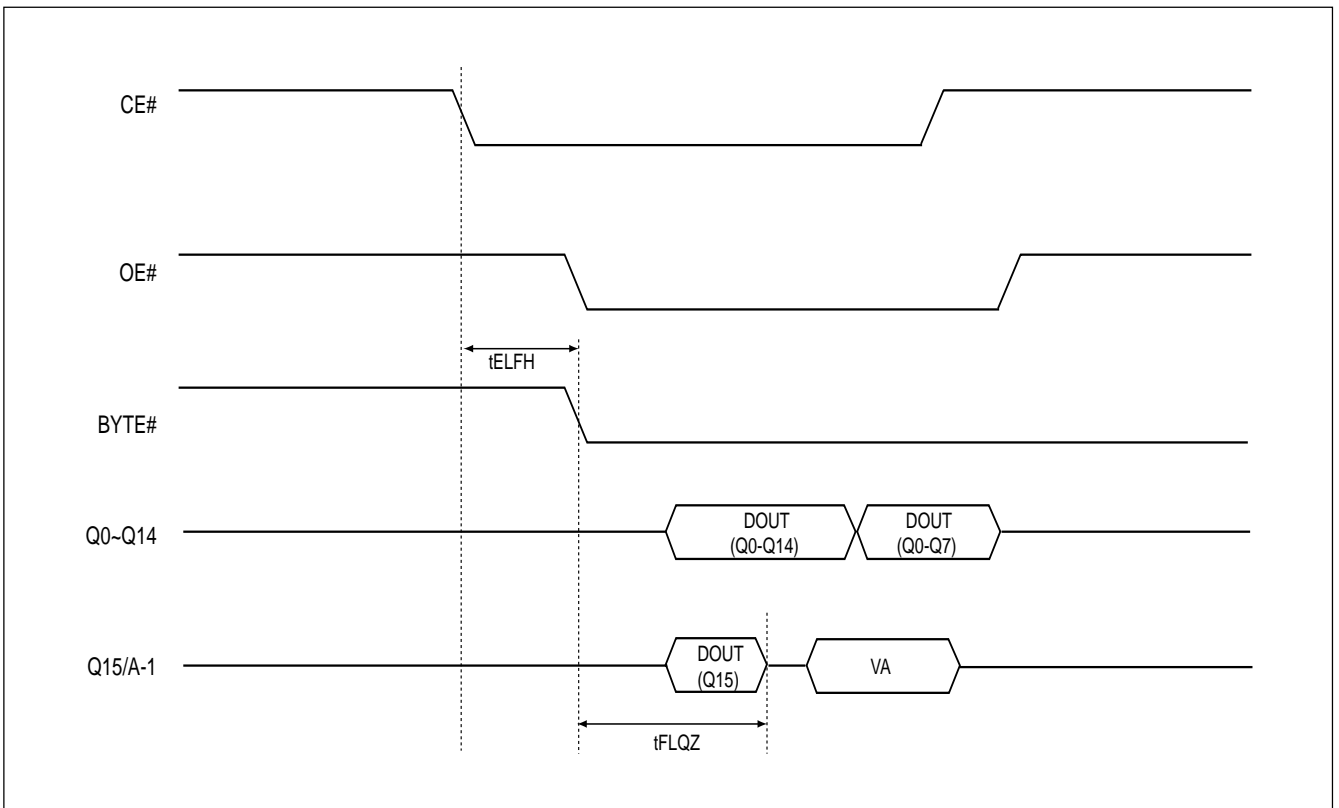 CE#
OE#
tELFH
BYTE#
Q0~Q14
DOUT
(Q0-Q14)
DOUT
(Q0-Q7)
Q15/A-1
DOUT
(Q15)
VA
tFLQZ